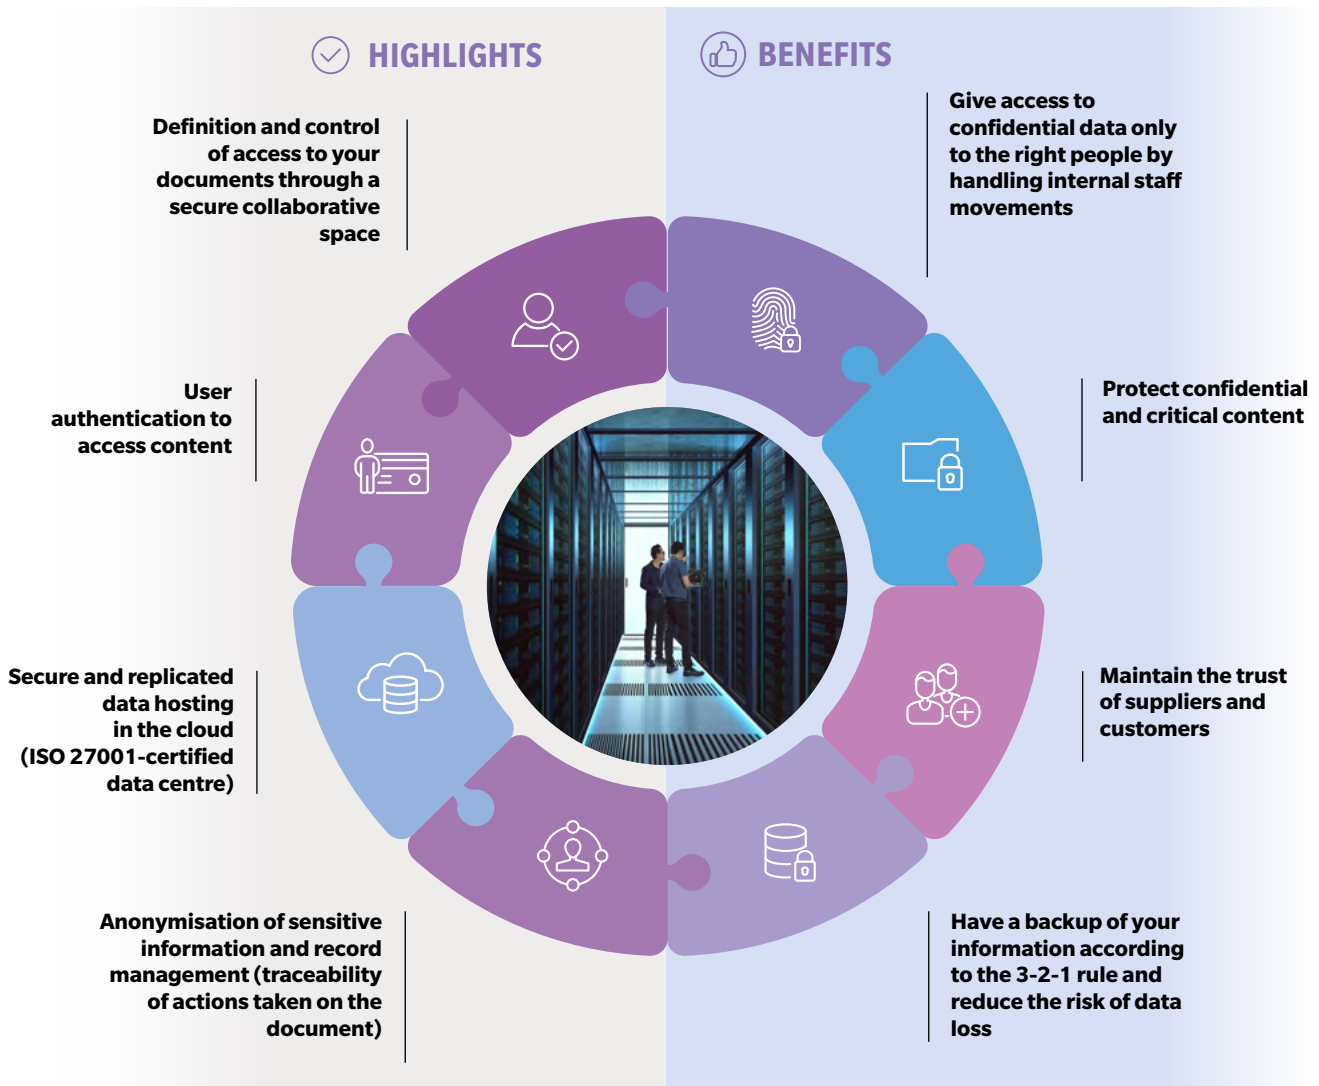 HIGHLIGHTS
Definition and control
of access to your
documents through a
secure collaborative
space
User
authentication to
access content
Secure and replicated
data hosting
in the cloud
(ISO 27001-certified
data centre)
Anonymisation of sensitive
information and record
management (traceability
of actions taken on the
document)
BENEFITS
Give access to
confidential data only
to the right people by
handling internal staff
movements
Protect confidential
and critical content
Maintain the trust
of suppliers and
customers
Have a backup of your
information according
to the 3-2-1 rule and
reduce the risk of data
loss